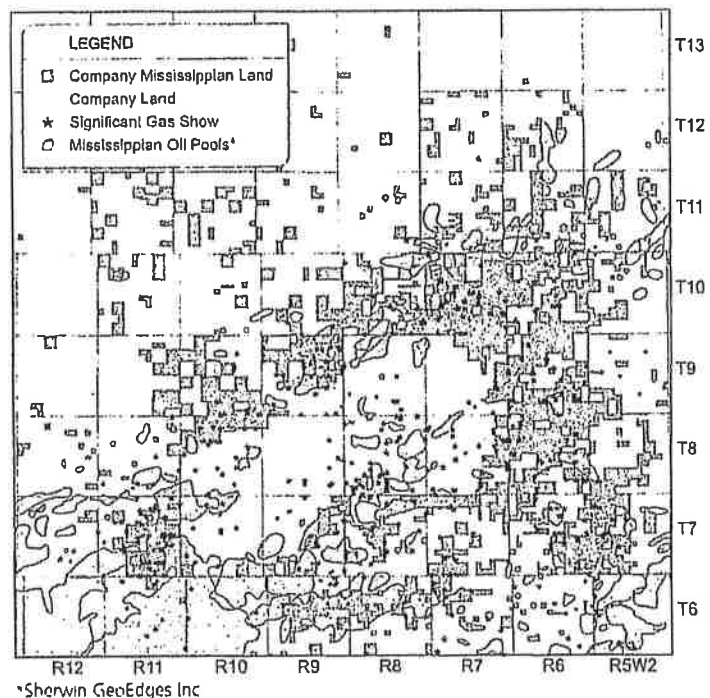 LEGEND
Company Mississippian Land
Company Land
Significant Gas Show
Mississippian Oil Pools*
T13
T12
T11
T10
T9
T8
T7
T6
R12 R11 R10 R9 R8 R7 R6 R5W2
*Sherwin GeoEdges Inc